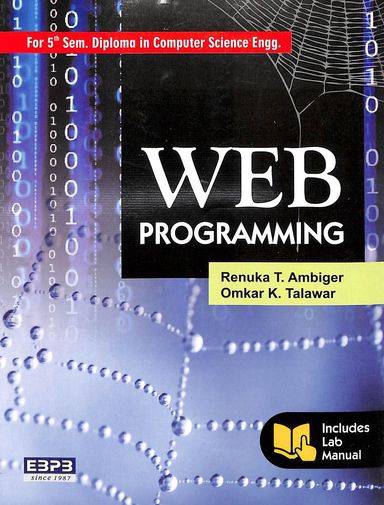 For 5th Sem. Diploma in Computer Science Engg.
WEB
PROGRAMMING
Renuka T. Ambiger
Omkar K. Talawar
Includes
Lab
Manual
EBPB
since 1987